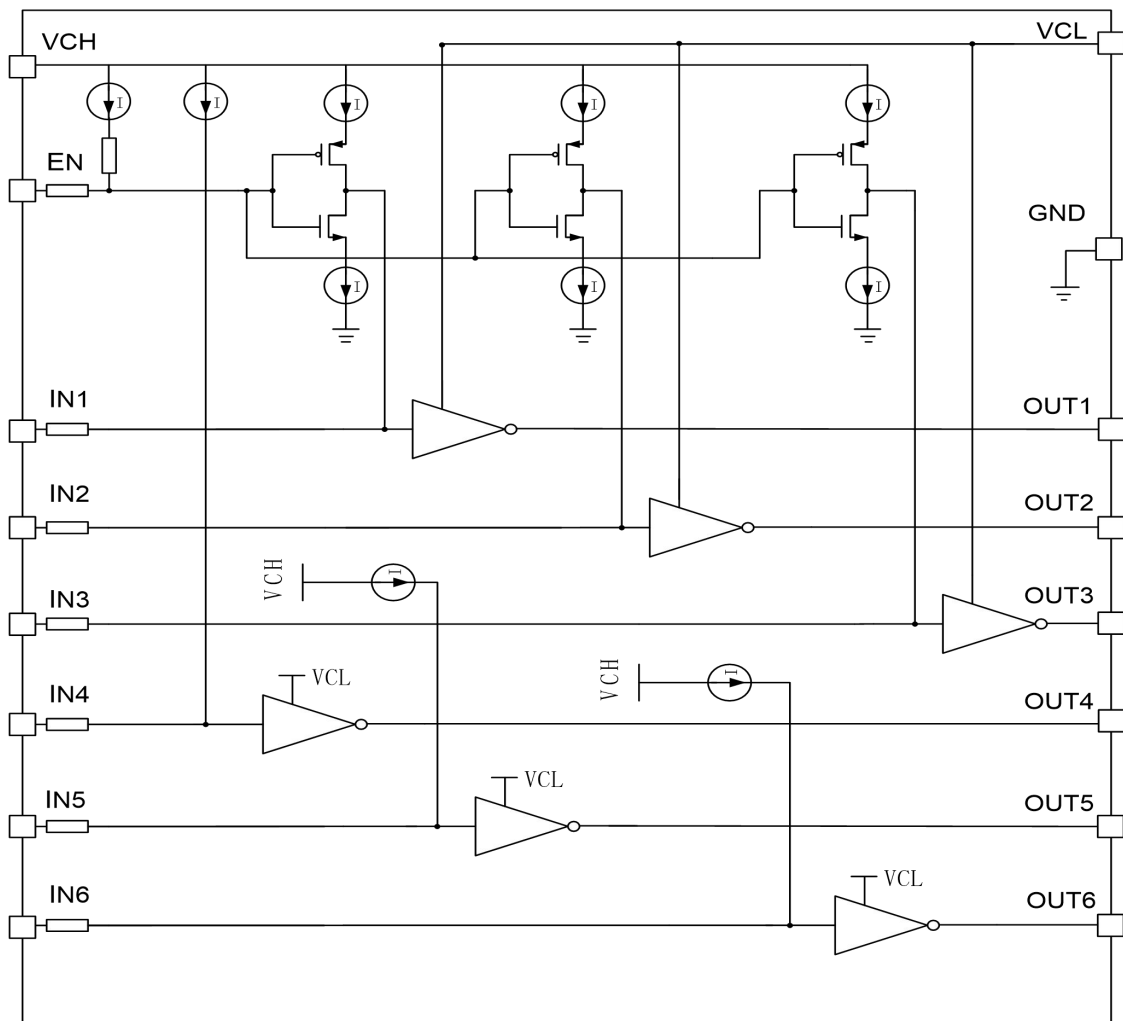 VCH
VCL
I
I
I
I
I
EN
GND
I
I
I
IN1
OUT1
IN2
OUT2
VCH
I
IN3
OUT3
VCH
I
VCL
IN4
OUT4
VCL
IN5
OUT5
VCL
IN6
OUT6